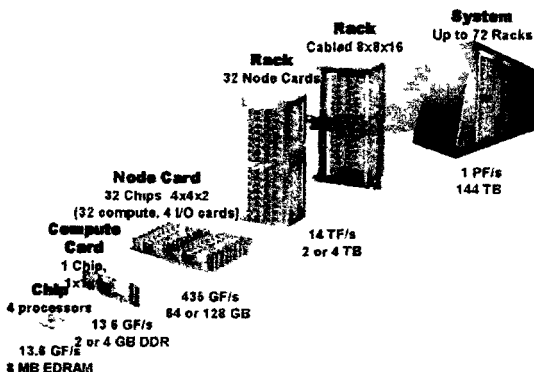 System
Up to 72 Racks
1 PF/s
144 TB
Rack
Cabled 8x8x16
Rack
32 Node Cards
14 TF/s
2 or 4 TB
Node Card
32 Chips 4x4x2
(32 compute, 4 I/O cards)
435 GF/s
64 or 128 GB
Compute
Card
1 Chip,
13.6 GF/s
2 or 4 GB DDR
Chip
4 processors
13.6 GF/s
8 MB EDRAM